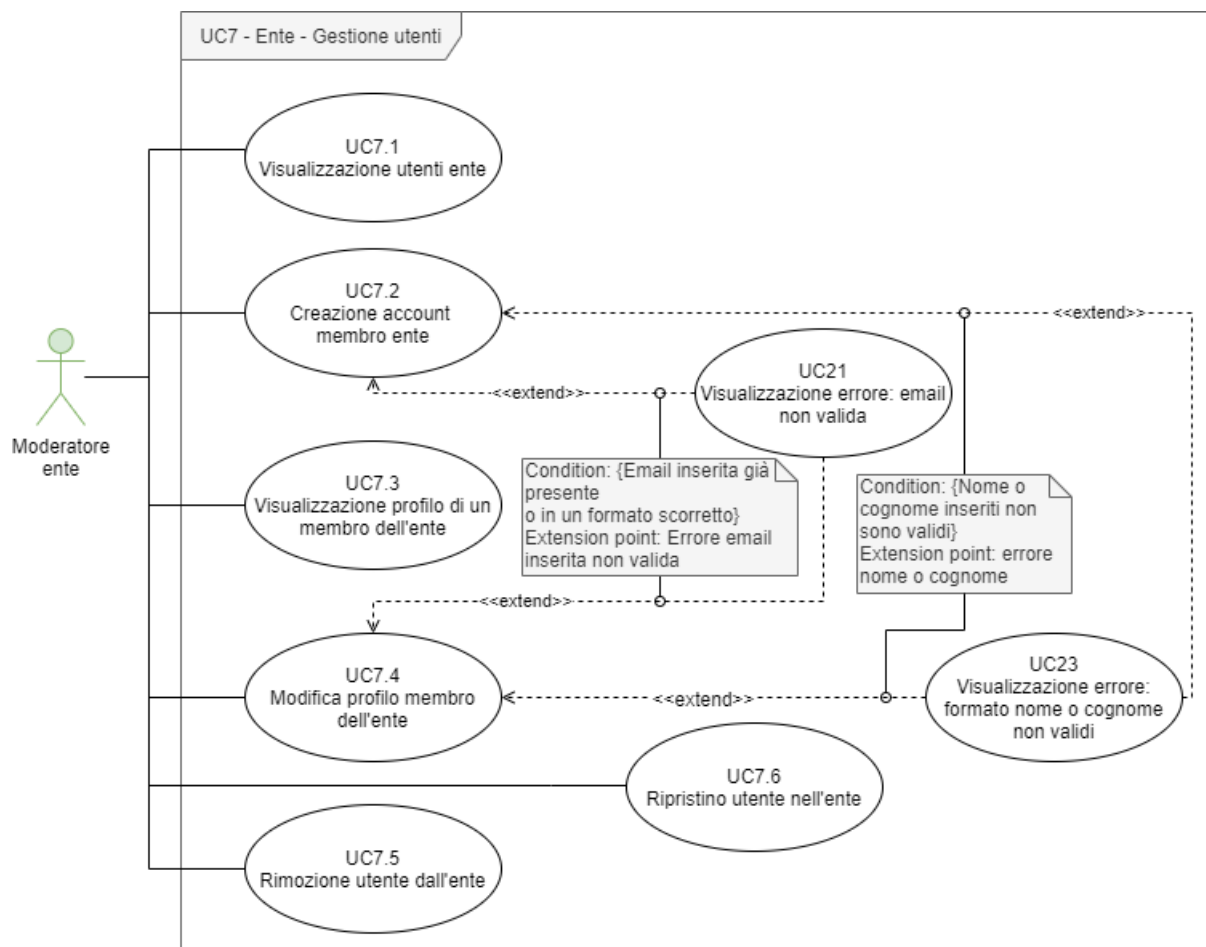 UC7 - Ente - Gestione utenti
UC7.1
Visualizzazione utenti ente
UC7.2
Creazione account
membro ente
<<extend>>
UC21
Visualizzazione errore: email
non valida
<<extend>>
Moderatore
ente
UC7.3
Visualizzazione profilo di un
membro dell'ente
Condition: {Email inserita già
presente
o in un formato scorretto}
Extension point: Errore email
inserita non valida
Condition: {Nome o
cognome inseriti non
sono validi}
Extension point: errore
nome o cognome
<<extend>>
UC7.4
Modifica profilo membro
dell'ente
<<extend>>
UC23
Visualizzazione errore:
formato nome o cognome
non validi
UC7.6
Ripristino utente nell'ente
UC7.5
Rimozione utente dall'ente